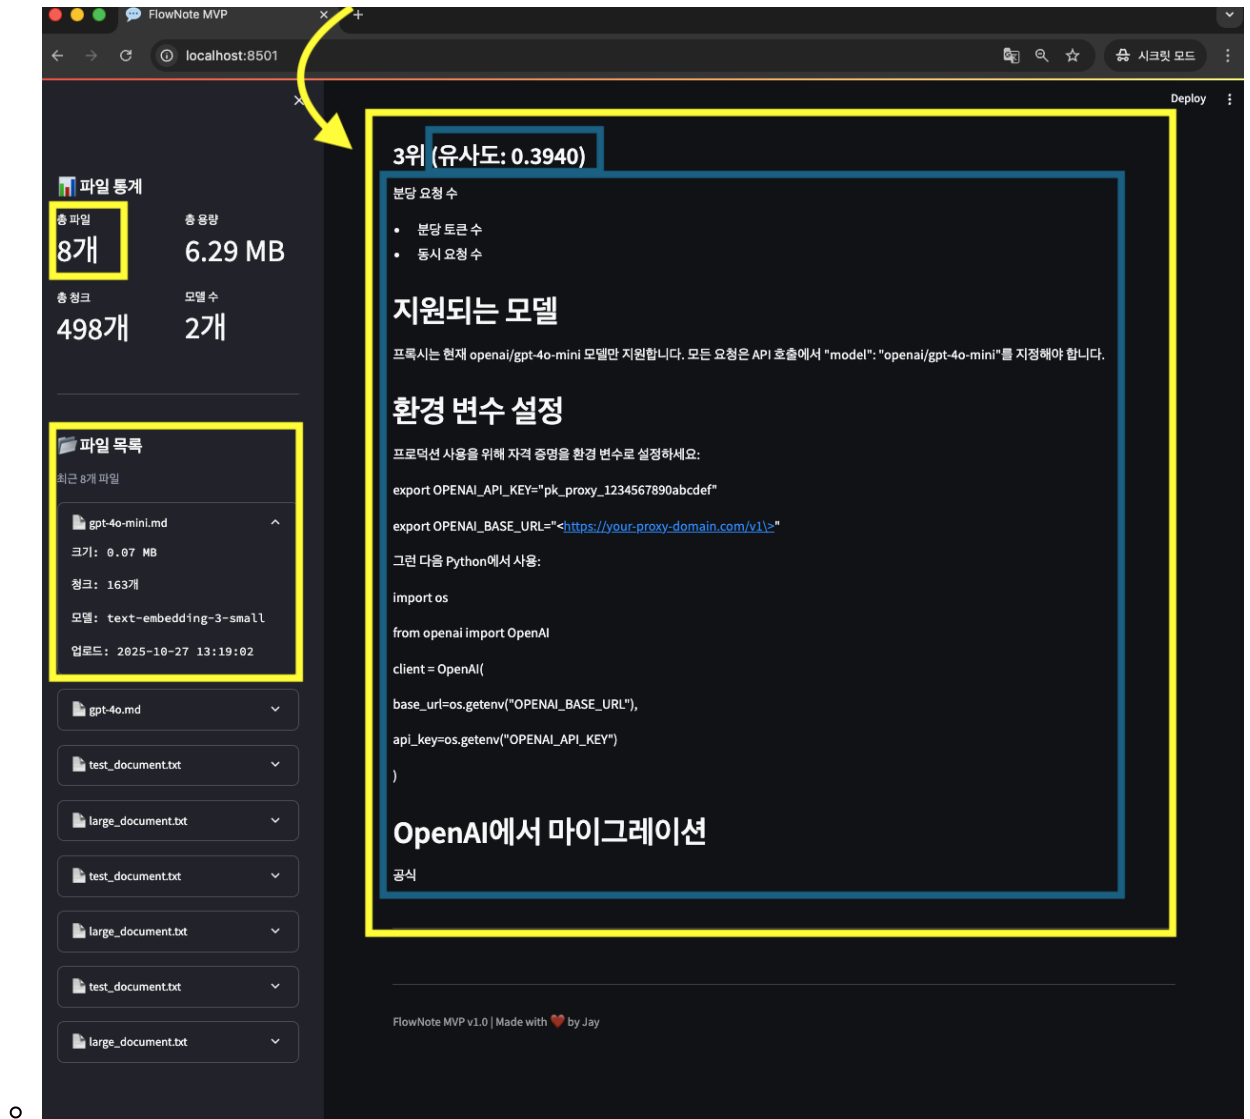 FlowNote MVP
localhost:8501
시크릿 모드
Deploy
파일 통계
총 파일
총 용량
8개
6.29 MB
총 청크
모델 수
498개
2개
파일 목록
최근 8개 파일
gpt-4o-mini.md
크기: 0.07 MB
청크: 163개
모델: text-embedding-3-small
업로드: 2025-10-27 13:19:02
gpt-4o.md
test_document.txt
large_document.txt
test_document.txt
large_document.txt
test_document.txt
large_document.txt
3위 (유사도: 0.3940)
분당 요청 수
• 분당 토큰 수
• 동시 요청 수
지원되는 모델
프록시는 현재 openai/gpt-4o-mini 모델만 지원합니다. 모든 요청은 API 호출에서 "model": "openai/gpt-4o-mini"를 지정해야 합니다.
환경 변수 설정
프로덕션 사용을 위해 자격 증명을 환경 변수로 설정하세요:
export OPENAI_API_KEY="pk_proxy_1234567890abcdef"
export OPENAI_BASE_URL="<https://your-proxy-domain.com/v1\>"
그런 다음 Python에서 사용:
import os
from openai import OpenAI
client = OpenAI(
base_url=os.getenv("OPENAI_BASE_URL"),
api_key=os.getenv("OPENAI_API_KEY")
)
OpenAI에서 마이그레이션
공식
FlowNote MVP v1.0 | Made with ❤️ by Jay